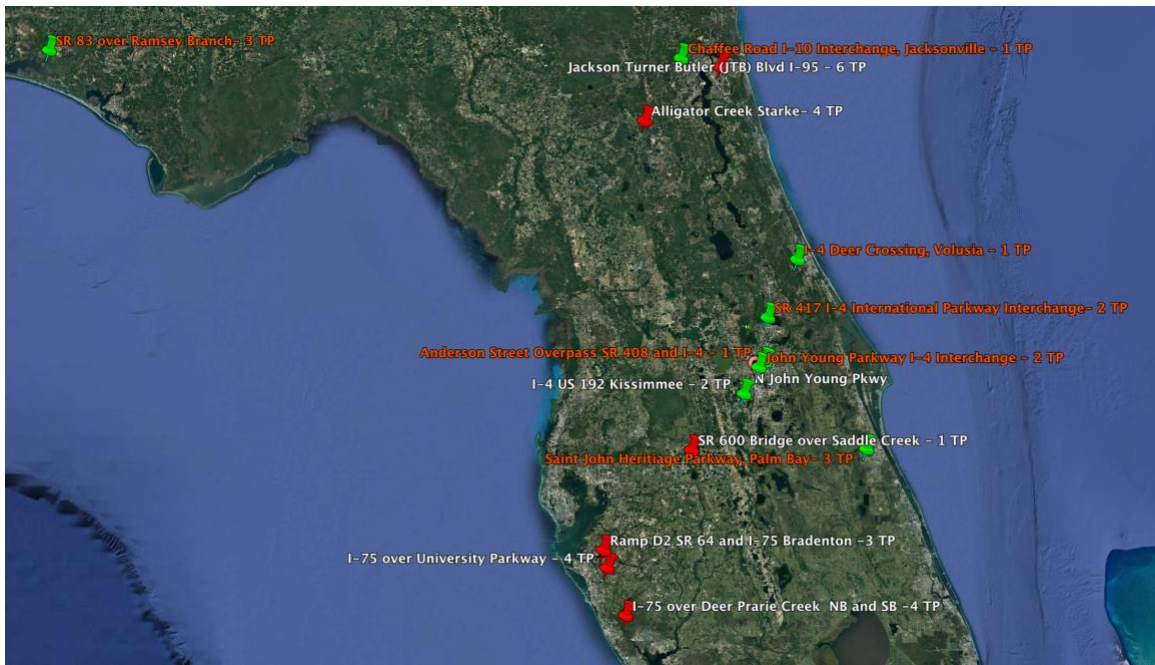 SR 83 over Ramsey Branch- 3 TP
Chaffee Road I-10 Interchange, Jacksonville - 1 TP
Jackson Turner Butler (JTB) Blvd I-95 - 6 TP
Alligator Creek Starke- 4 TP
I-4 Deer Crossing, Volusia - 1 TP
SR 417 I-4 International Parkway Interchange- 2 TP
Anderson Street Overpass SR 408 and I-4 - 1 TP
John Young Parkway I-4 Interchange - 2 TP
N John Young Pkwy
I-4 US 192 Kissimmee - 2 TP
SR 600 Bridge over Saddle Creek - 1 TP
Saint John Heritiage Parkway, Palm Bay- 3 TP
Ramp D2 SR 64 and I-75 Bradenton -3 TP
I-75 over University Parkway - 4 TP
I-75 over Deer Prarie Creek  NB and SB -4 TP